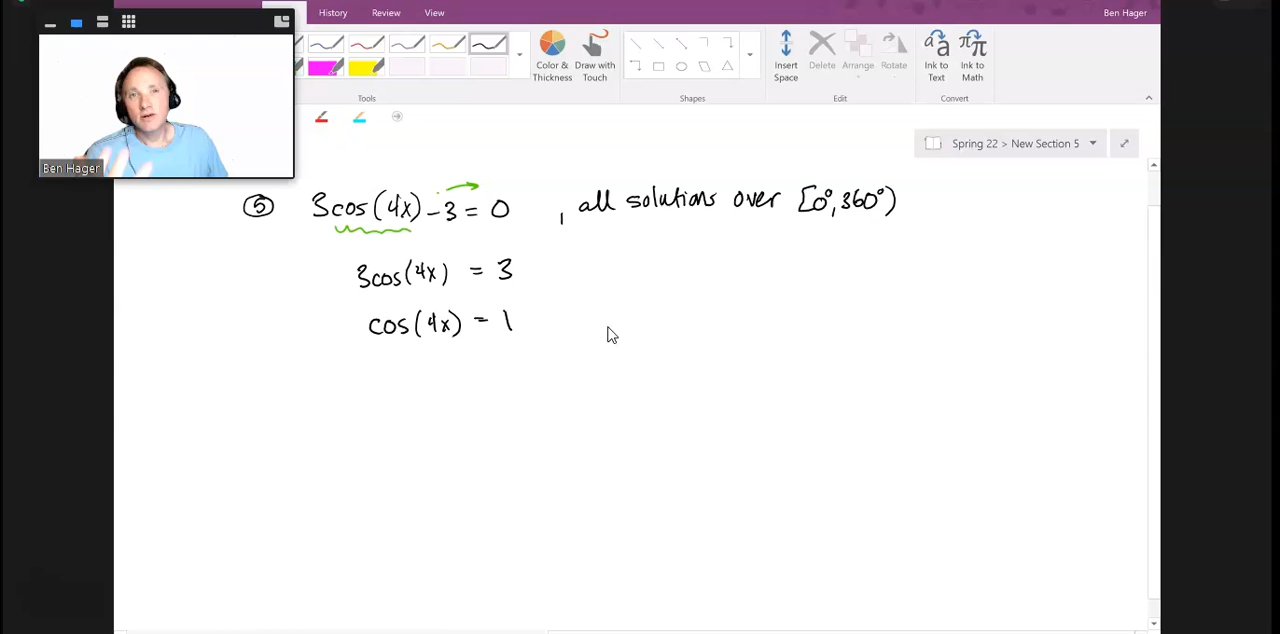 History Review View Ben Hager
Color & Thickness
Draw with Touch
Insert Space
Delete
Arrange
Rotate
Ink to Text
Ink to Math
Tools Shapes Edit Convert
Spring 22 > New Section 5
Ben Hager
⑤ 3cos(4x) - 3 = 0 , all solutions over [0°, 360°)
3cos(4x) = 3
cos(4x) = 1